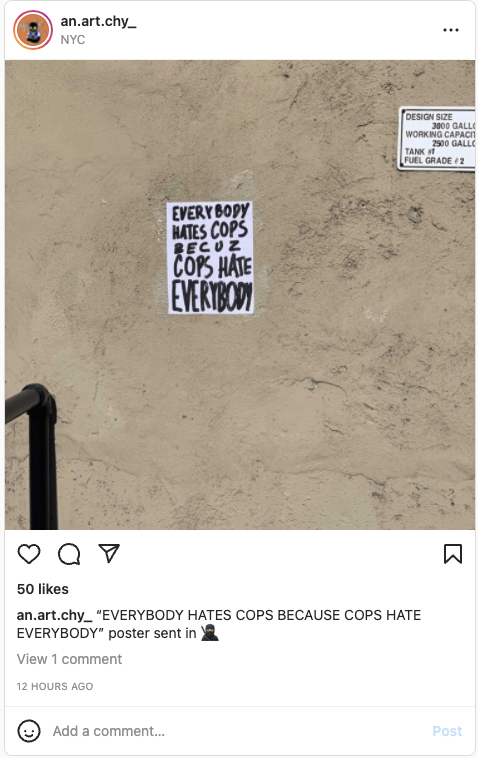 an.art.chy_
NYC
DESIGN SIZE
3000 GALL
WORKING CAPACIT
2500 GALL
TANK #1
FUEL GRADE #2
EVERYBODY
HATES COPS
BECUZ
COPS HATE
EVERYBODY
50 likes
an.art.chy_ “EVERYBODY HATES COPS BECAUSE COPS HATE
EVERYBODY” poster sent in 🥷🏿
View 1 comment
12 HOURS AGO
Add a comment...
Post